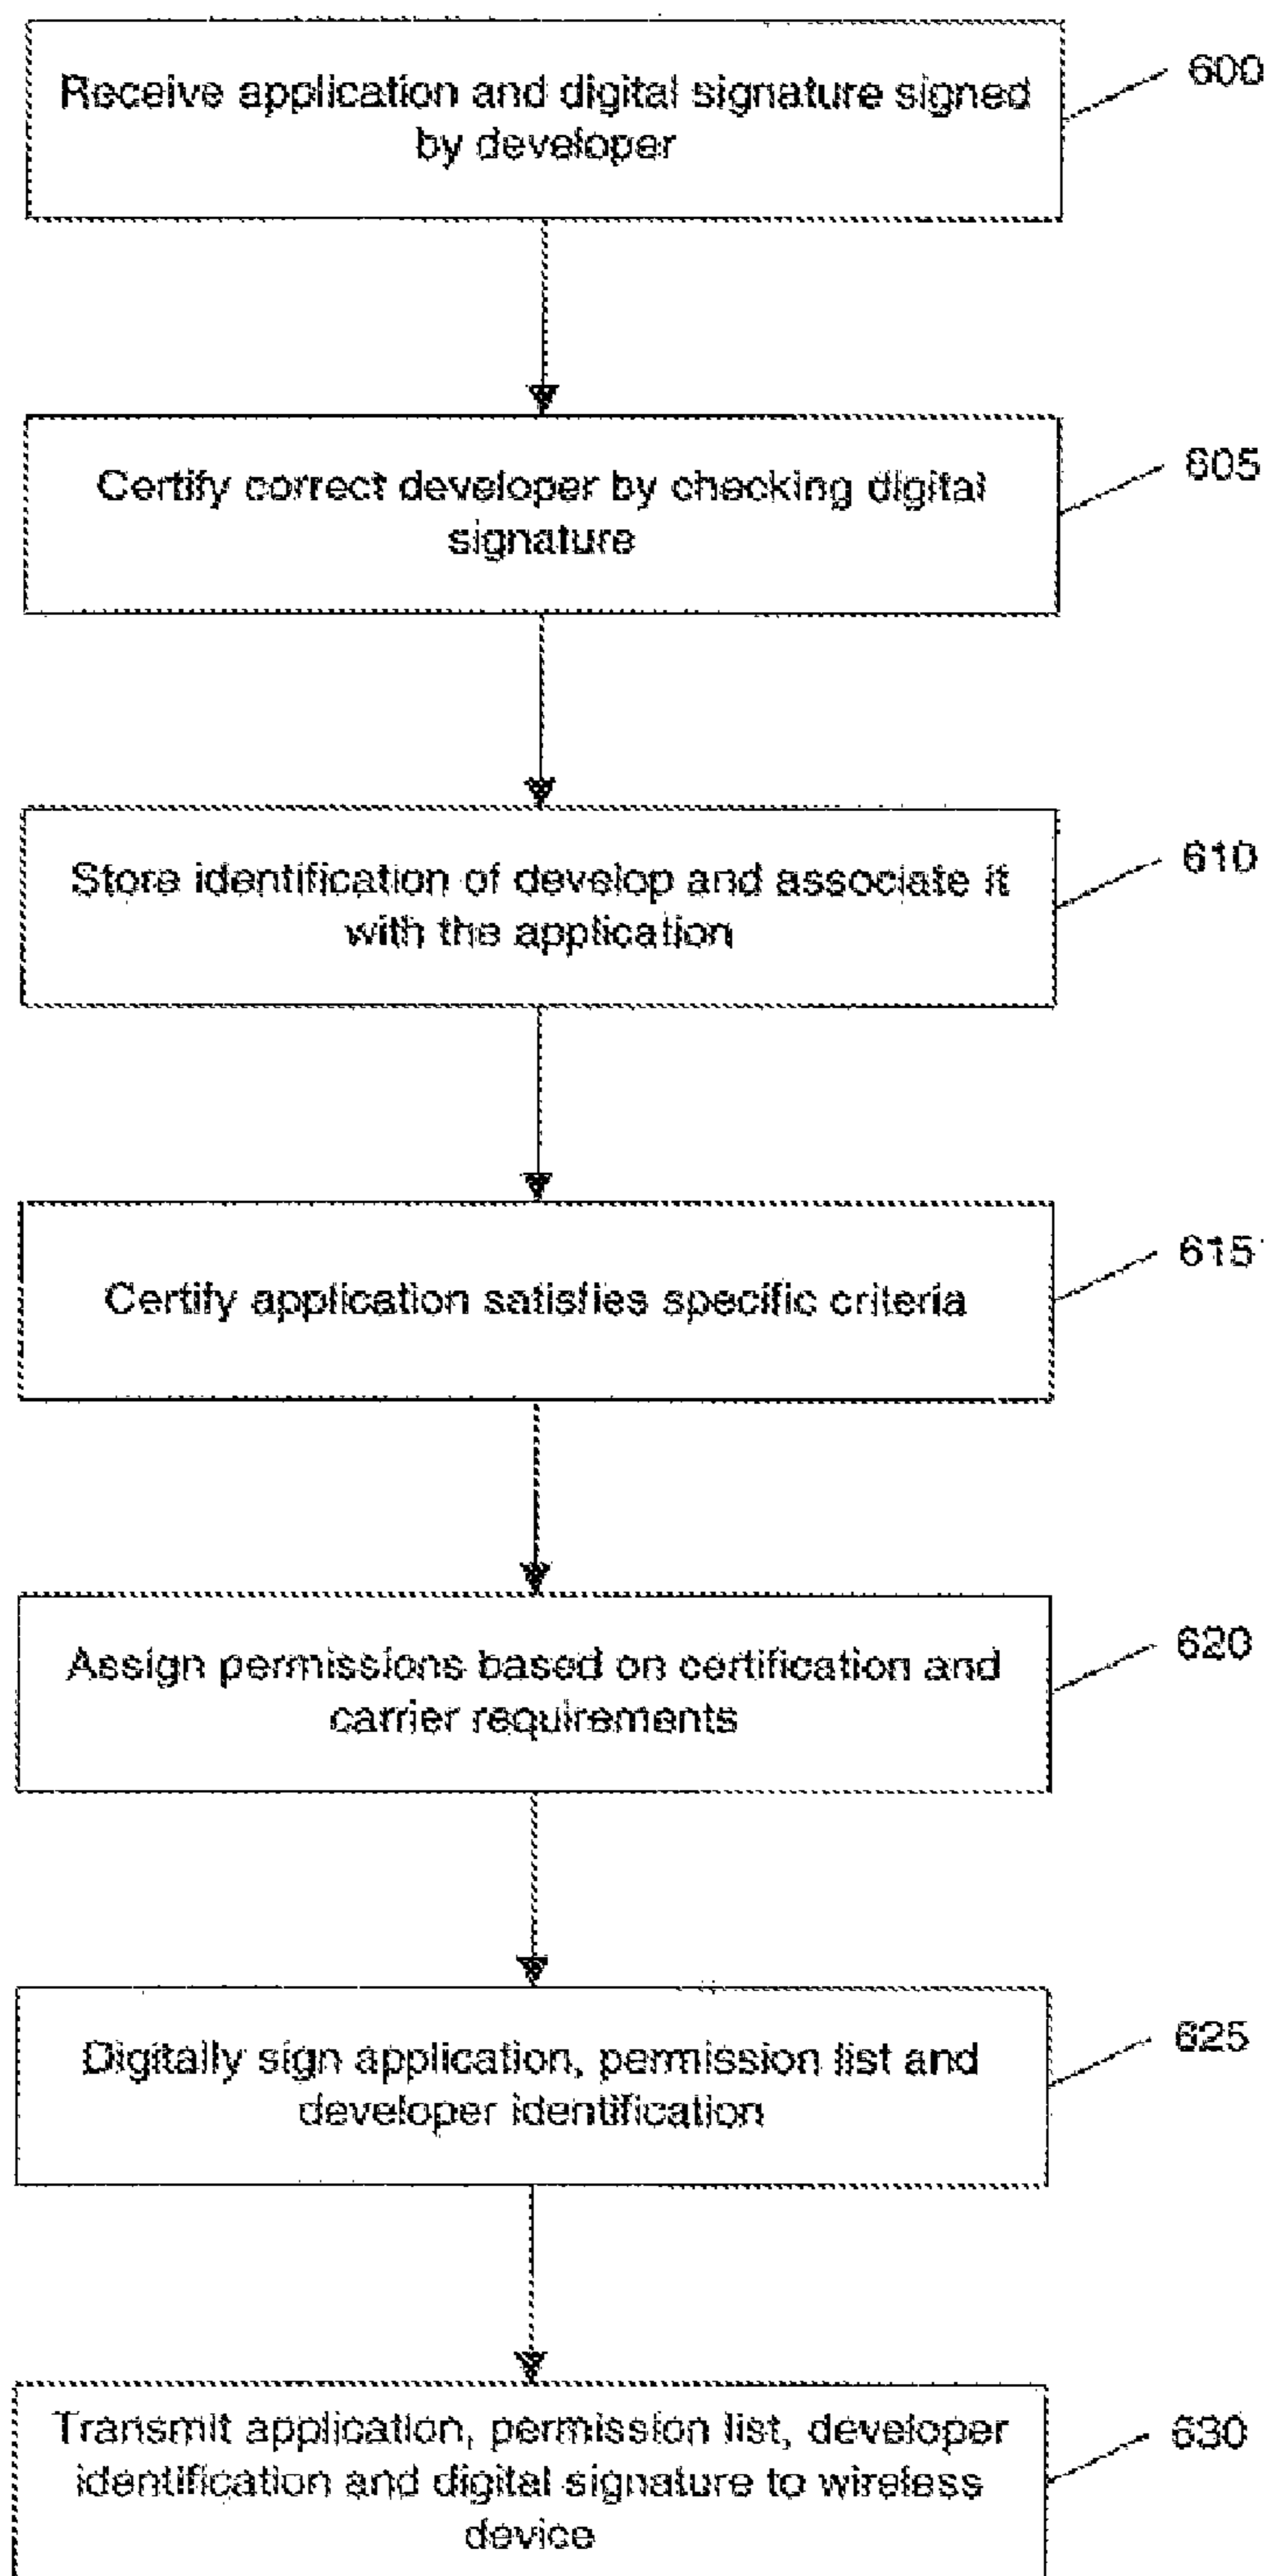 Receive application and digital signature signed
by developer
600
Certify correct developer by checking digital
signature
605
Store identification of develop and associate it
with the application
610
Certify application satisfies specific criteria
615
Assign permissions based on certification and
carrier requirements
620
Digitally sign application, permission list and
developer identification
625
Transmit application, permission list, developer
identification and digital signature to wireless
device
630